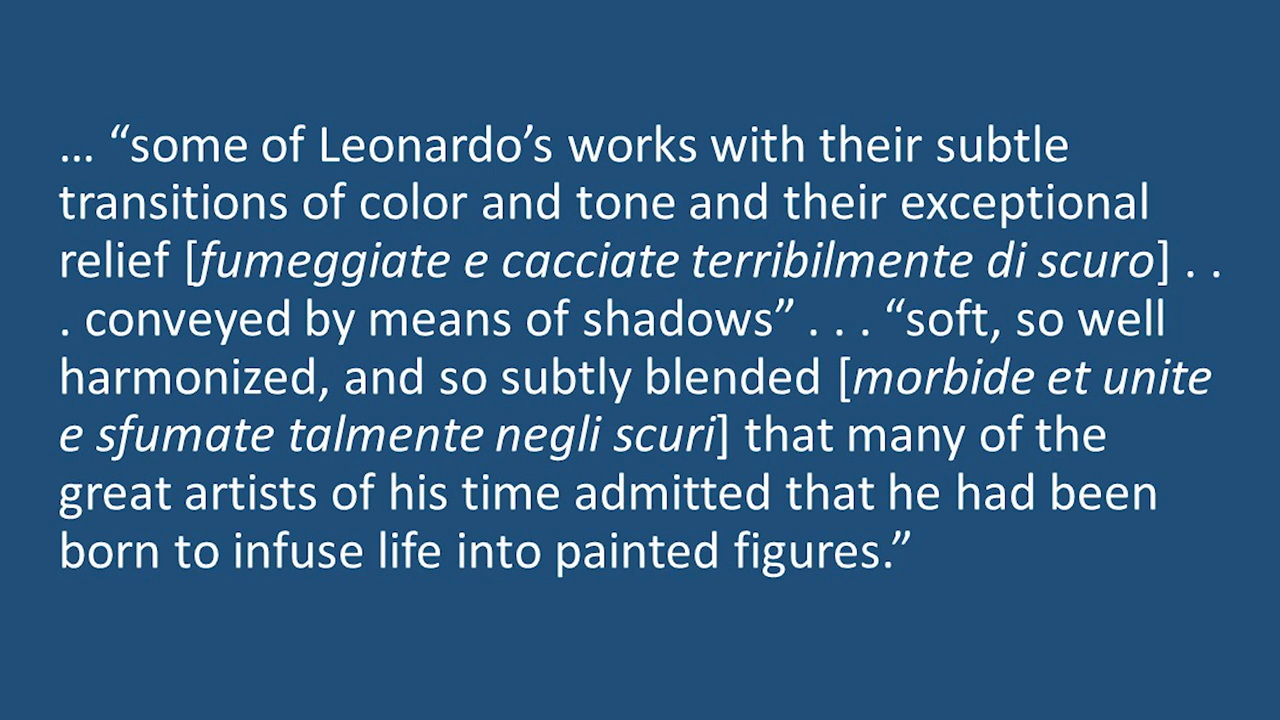 … “some of Leonardo’s works with their subtle
transitions of color and tone and their exceptional
relief [fumeggiate e cacciate terribilmente di scuro] . .
. conveyed by means of shadows” . . . “soft, so well
harmonized, and so subtly blended [morbide et unite
e sfumate talmente negli scuri] that many of the
great artists of his time admitted that he had been
born to infuse life into painted figures.”